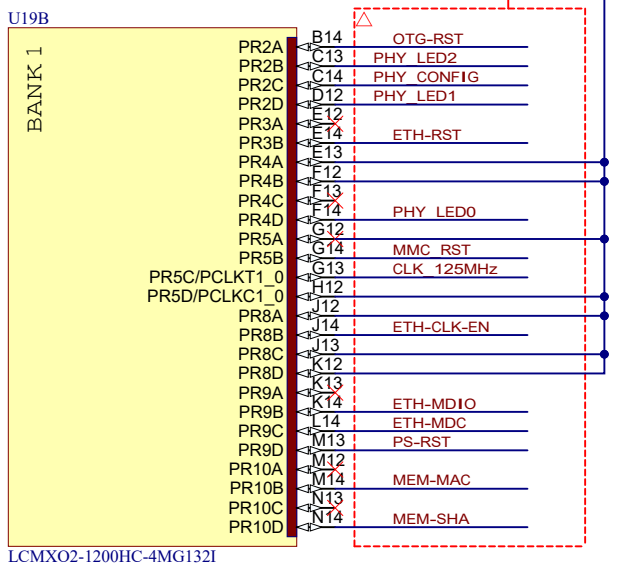 U19B
BANK 1
PR2A B14 OTG-RST
PR2B C13 PHY_LED2
PR2C C14 PHY_CONFIG
PR2D D12 PHY_LED1
PR3A E12
PR3B E14 ETH-RST
PR4A E13
PR4B F12
PR4C F13
PR4D F14 PHY_LED0
PR5A G12
PR5B G14 MMC_RST
PR5C/PCLKT1_0 G13 CLK_125MHz
PR5D/PCLKC1_0 H12
PR8A J12
PR8B J14 ETH-CLK-EN
PR8C J13
PR8D K12
PR9A K13
PR9B K14 ETH-MDIO
PR9C L14 ETH-MDC
PR9D M13 PS-RST
PR10A M12
PR10B M14 MEM-MAC
PR10C N13
PR10D N14 MEM-SHA
LCMXO2-1200HC-4MG132I